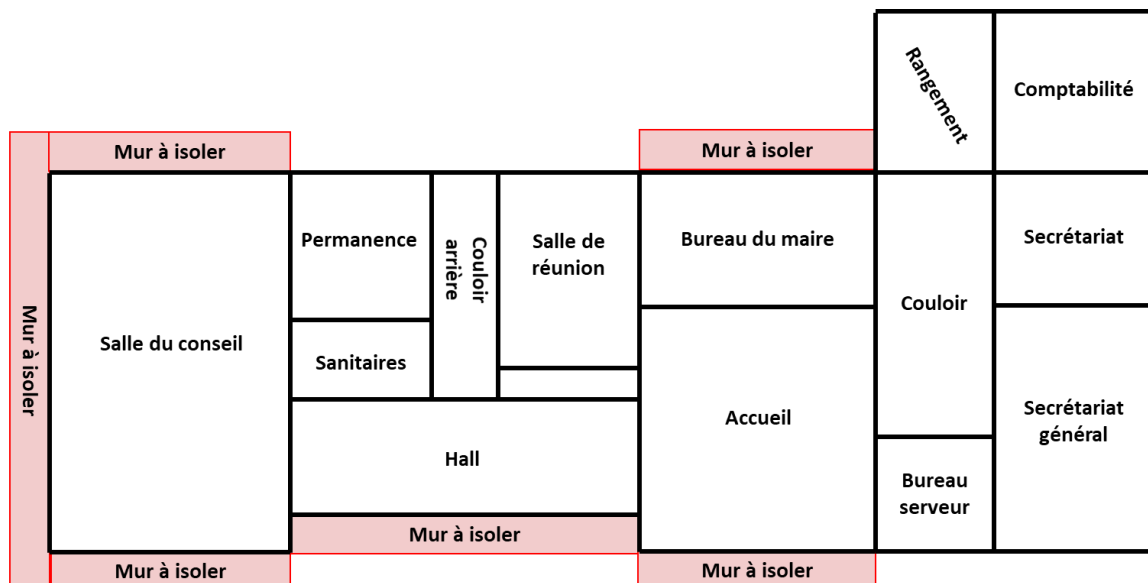 Rangement
Comptabilité
Mur à isoler
Mur à isoler
Permanence
Couloir
arrière
Salle de
réunion
Bureau du maire
Secrétariat
Mur à isoler
Salle du conseil
Sanitaires
Couloir
Accueil
Secrétariat
général
Hall
Bureau
serveur
Mur à isoler
Mur à isoler
Mur à isoler